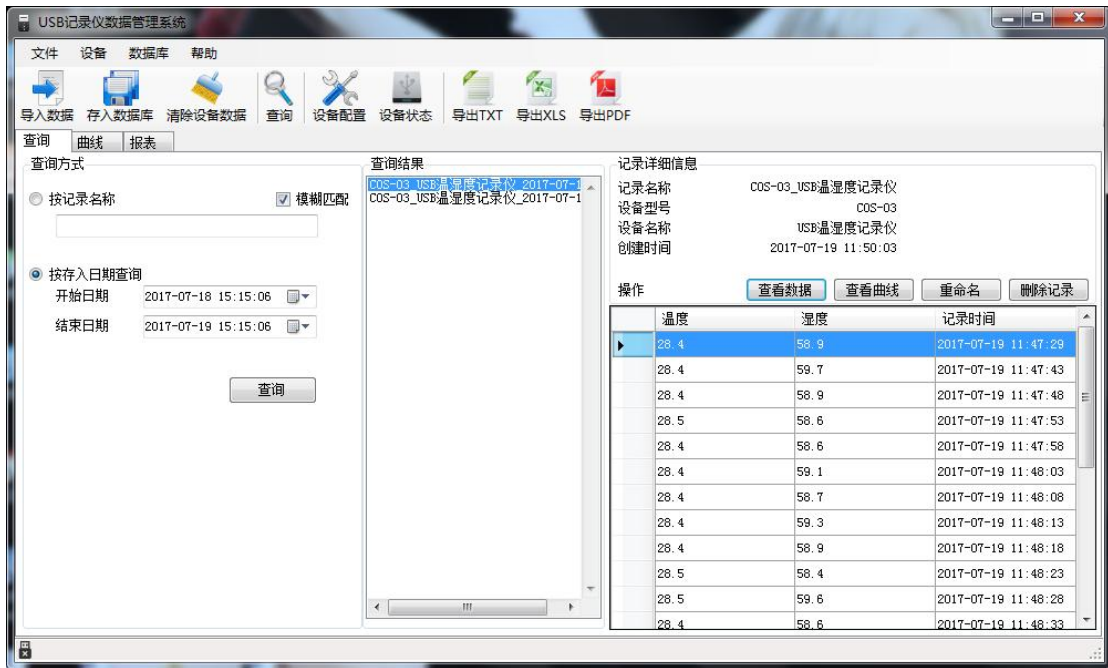 USB记录仪数据管理系统
文件 设备 数据库 帮助
导入数据 存入数据库 清除设备数据 查询 设备配置 设备状态 导出TXT 导出XLS 导出PDF
查询 曲线 报表
查询方式
按记录名称 模糊匹配
按存入日期查询
开始日期 2017-07-18 15:15:06
结束日期 2017-07-19 15:15:06
查询
查询结果
COS-03_USB温湿度记录仪_2017-07-1
COS-03_USB温湿度记录仪_2017-07-1
记录详细信息
记录名称 COS-03_USB温湿度记录仪
设备型号 COS-03
设备名称 USB温湿度记录仪
创建时间 2017-07-19 11:50:03
操作 查看数据 查看曲线 重命名 删除记录
温度 湿度 记录时间
28.4 58.9 2017-07-19 11:47:29
28.4 59.7 2017-07-19 11:47:43
28.4 58.9 2017-07-19 11:47:48
28.5 58.6 2017-07-19 11:47:53
28.4 58.6 2017-07-19 11:47:58
28.4 59.1 2017-07-19 11:48:03
28.4 58.7 2017-07-19 11:48:08
28.4 59.3 2017-07-19 11:48:13
28.4 58.9 2017-07-19 11:48:18
28.5 58.4 2017-07-19 11:48:23
28.5 59.6 2017-07-19 11:48:28
28.4 58.6 2017-07-19 11:48:33